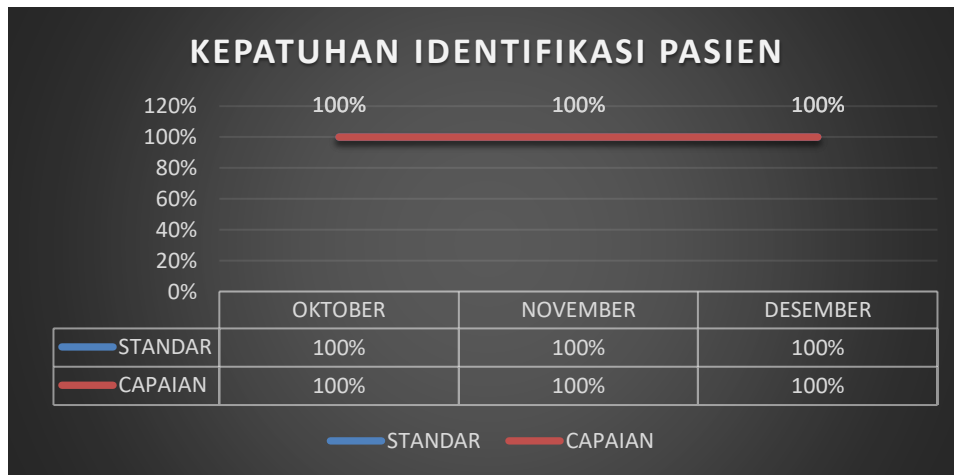 KEPATUHAN IDENTIFIKASI PASIEN
120%
100%
80%
60%
40%
20%
0%
100% 100% 100%
OKTOBER NOVEMBER DESEMBER
STANDAR 100% 100% 100%
CAPAIAN 100% 100% 100%
STANDAR CAPAIAN